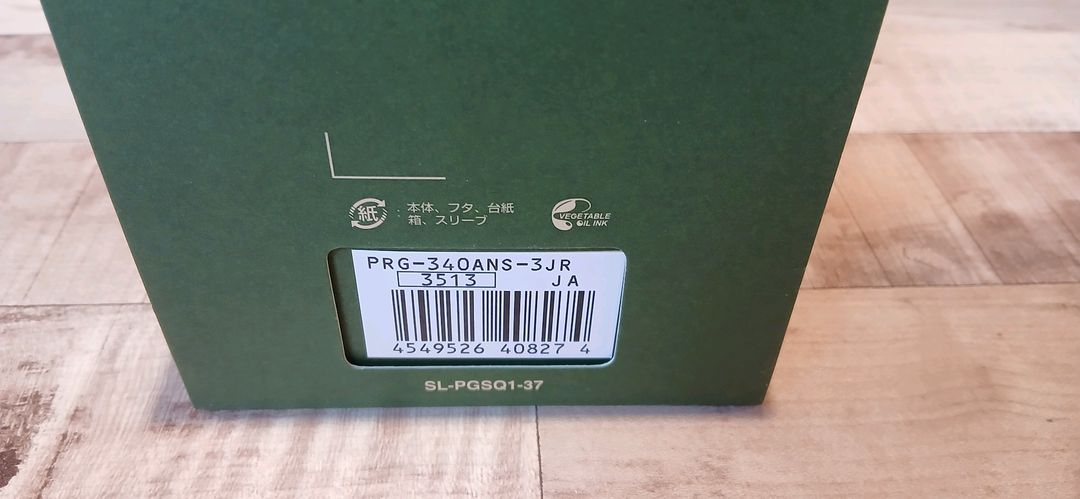 紙 : 本体、フタ、台紙
箱、スリーブ
VEGETABLE
OIL INK
PRG-340ANS-3JR
3513 JA
4549526 40827 4
SL-PGSQ1-37